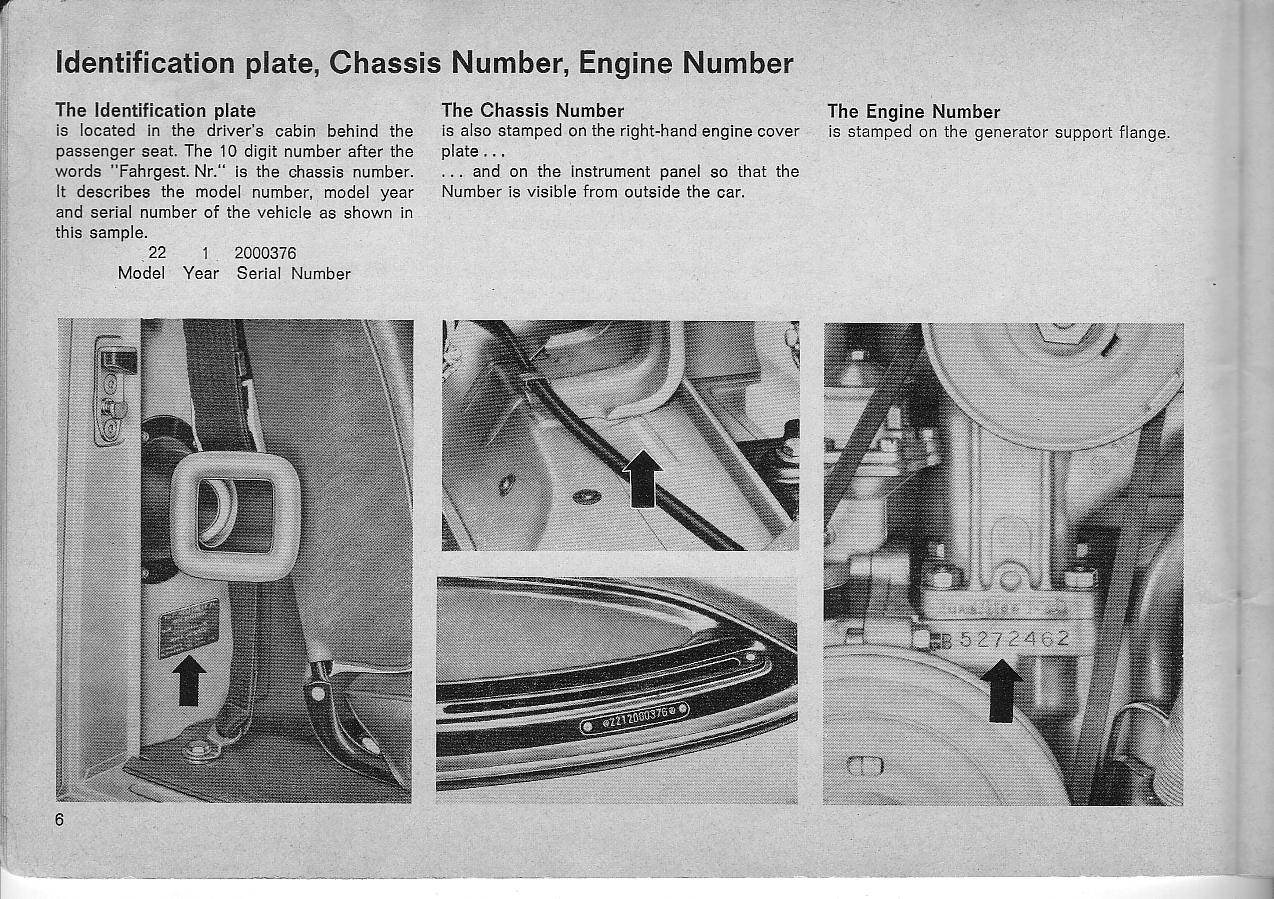 Identification plate, Chassis Number, Engine Number
The Identification plate
is located in the driver's cabin behind the
passenger seat. The 10 digit number after the
words "Fahrgest. Nr." is the chassis number.
It describes the model number, model year
and serial number of the vehicle as shown in
this sample.
22 1 2000376
Model Year Serial Number
The Chassis Number
is also stamped on the right-hand engine cover
plate ...
... and on the instrument panel so that the
Number is visible from outside the car.
The Engine Number
is stamped on the generator support flange.
2212000376
B5272462
6